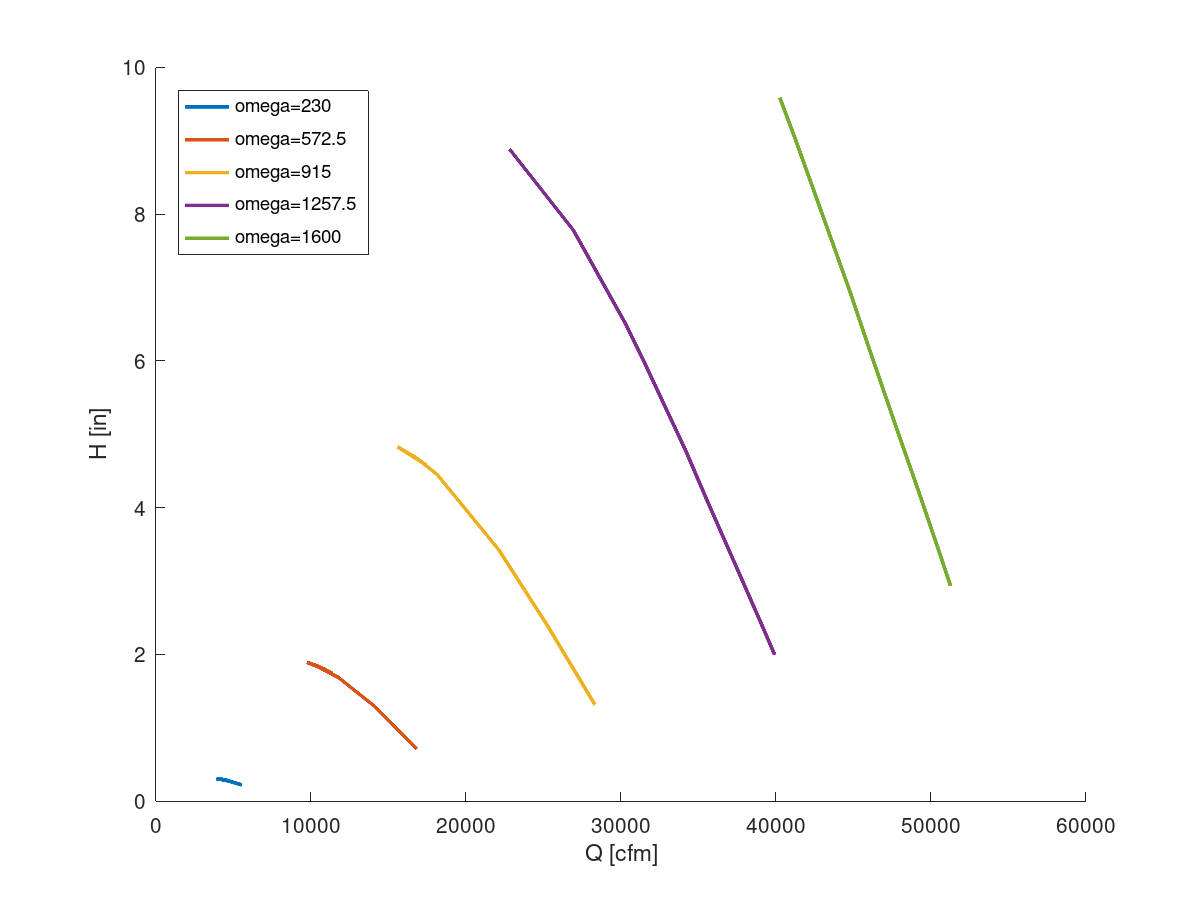 10
8
6
4
2
0
H [in]
omega=230
omega=572.5
omega=915
omega=1257.5
omega=1600
0 10000 20000 30000 40000 50000 60000
Q [cfm]